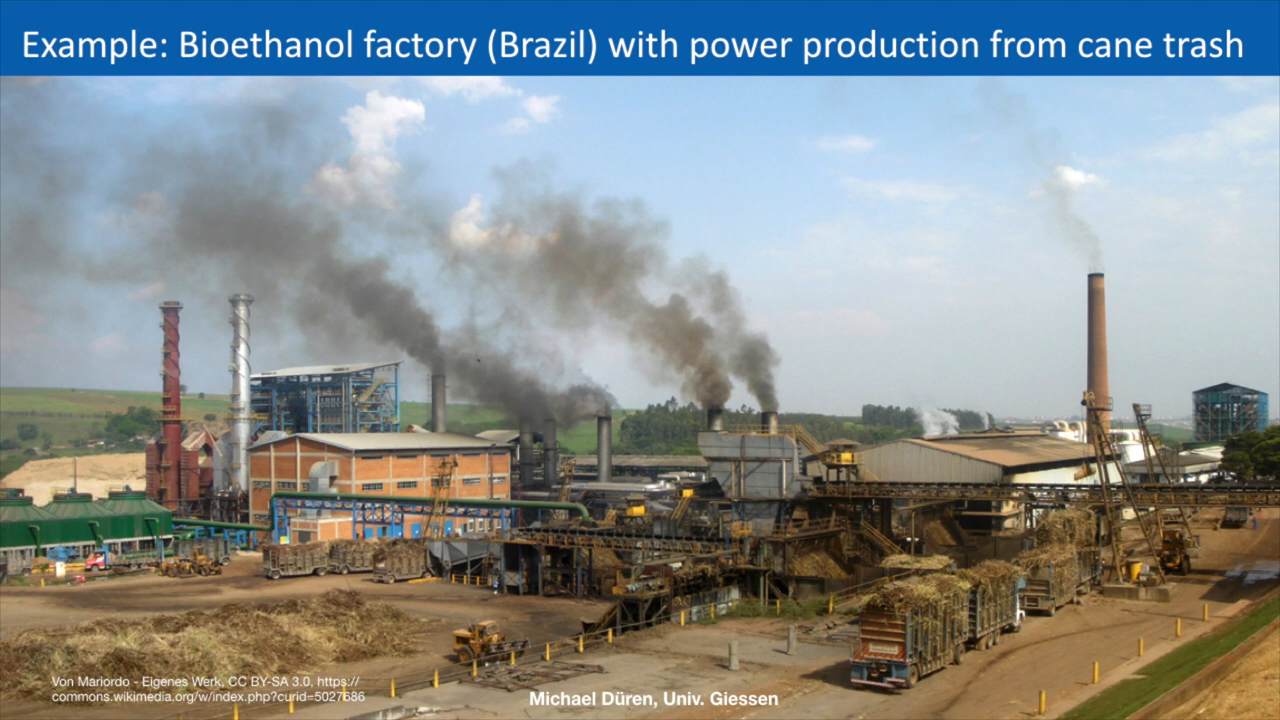 Example: Bioethanol factory (Brazil) with power production from cane trash
Von Mariordo - Eigenes Werk, CC BY-SA 3.0, https://
commons.wikimedia.org/w/index.php?curid=5027686
Michael Düren, Univ. Giessen